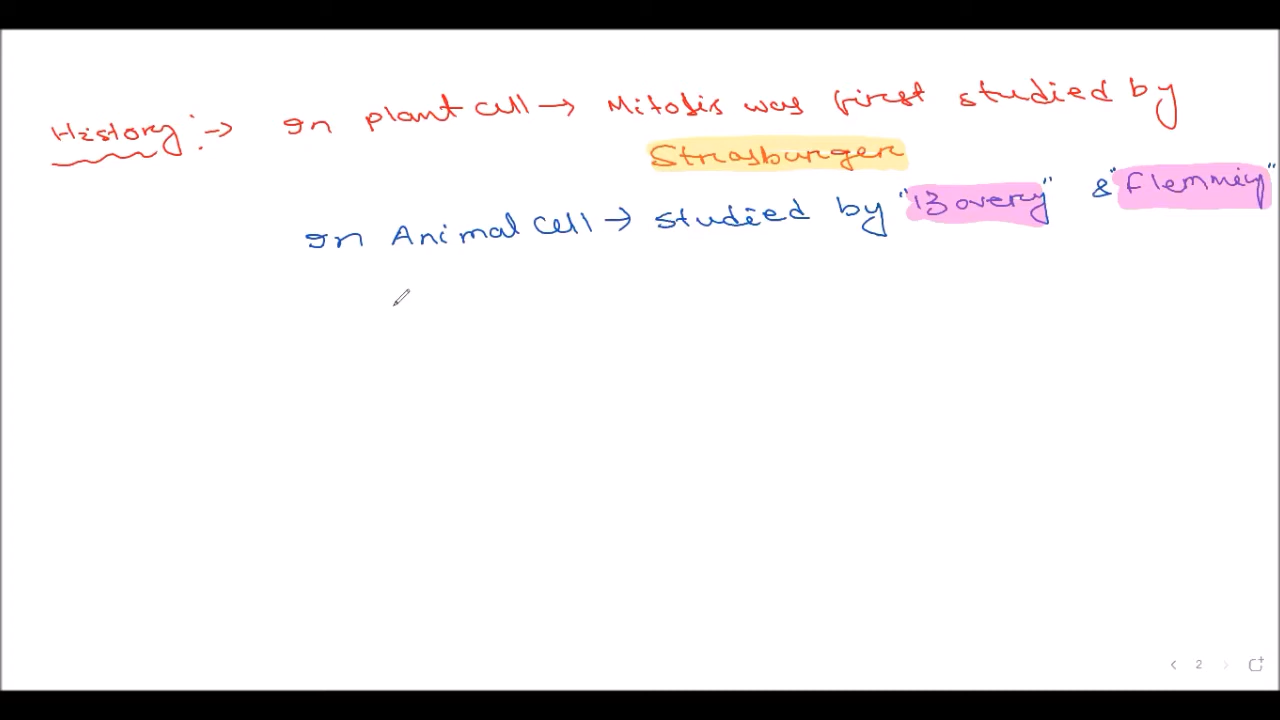 History :→ In plant cell → Mitosis was first studied by
Strasburger
In Animal cell → studied by "Bovery" & "Flemming"
2